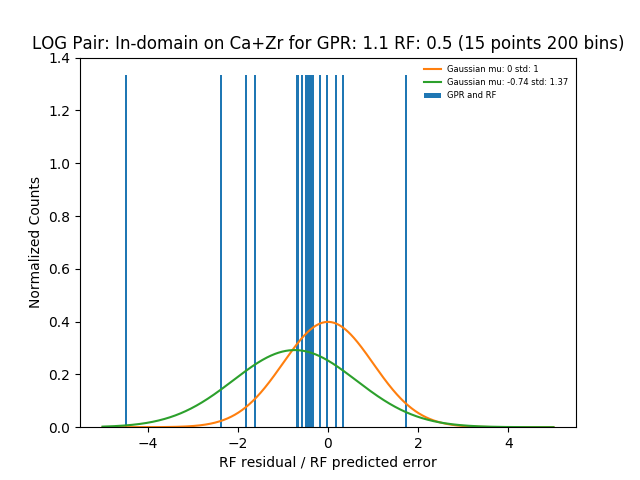 LOG Pair: In-domain on Ca+Zr for GPR: 1.1 RF: 0.5 (15 points 200 bins)
Gaussian mu: 0 std: 1
Gaussian mu: -0.74 std: 1.37
GPR and RF
Normalized Counts
1.4
1.2
1.0
0.8
0.6
0.4
0.2
0.0
−4 −2 0 2 4
RF residual / RF predicted error